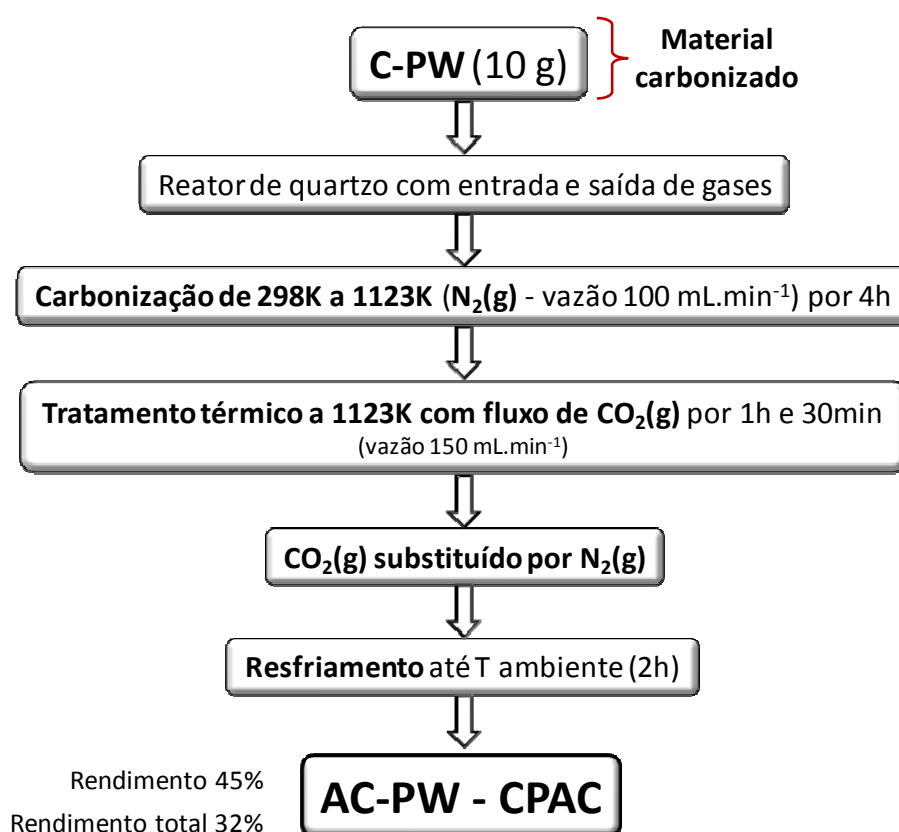 C-PW (10 g)
Material
carbonizado
Reator de quartzo com entrada e saída de gases
Carbonização de 298K a 1123K (N₂(g) - vazão 100 mL.min⁻¹) por 4h
Tratamento térmico a 1123K com fluxo de CO₂(g) por 1h e 30min
(vazão 150 mL.min⁻¹)
CO₂(g) substituído por N₂(g)
Resfriamento até T ambiente (2h)
Rendimento 45%
AC-PW - CPAC
Rendimento total 32%